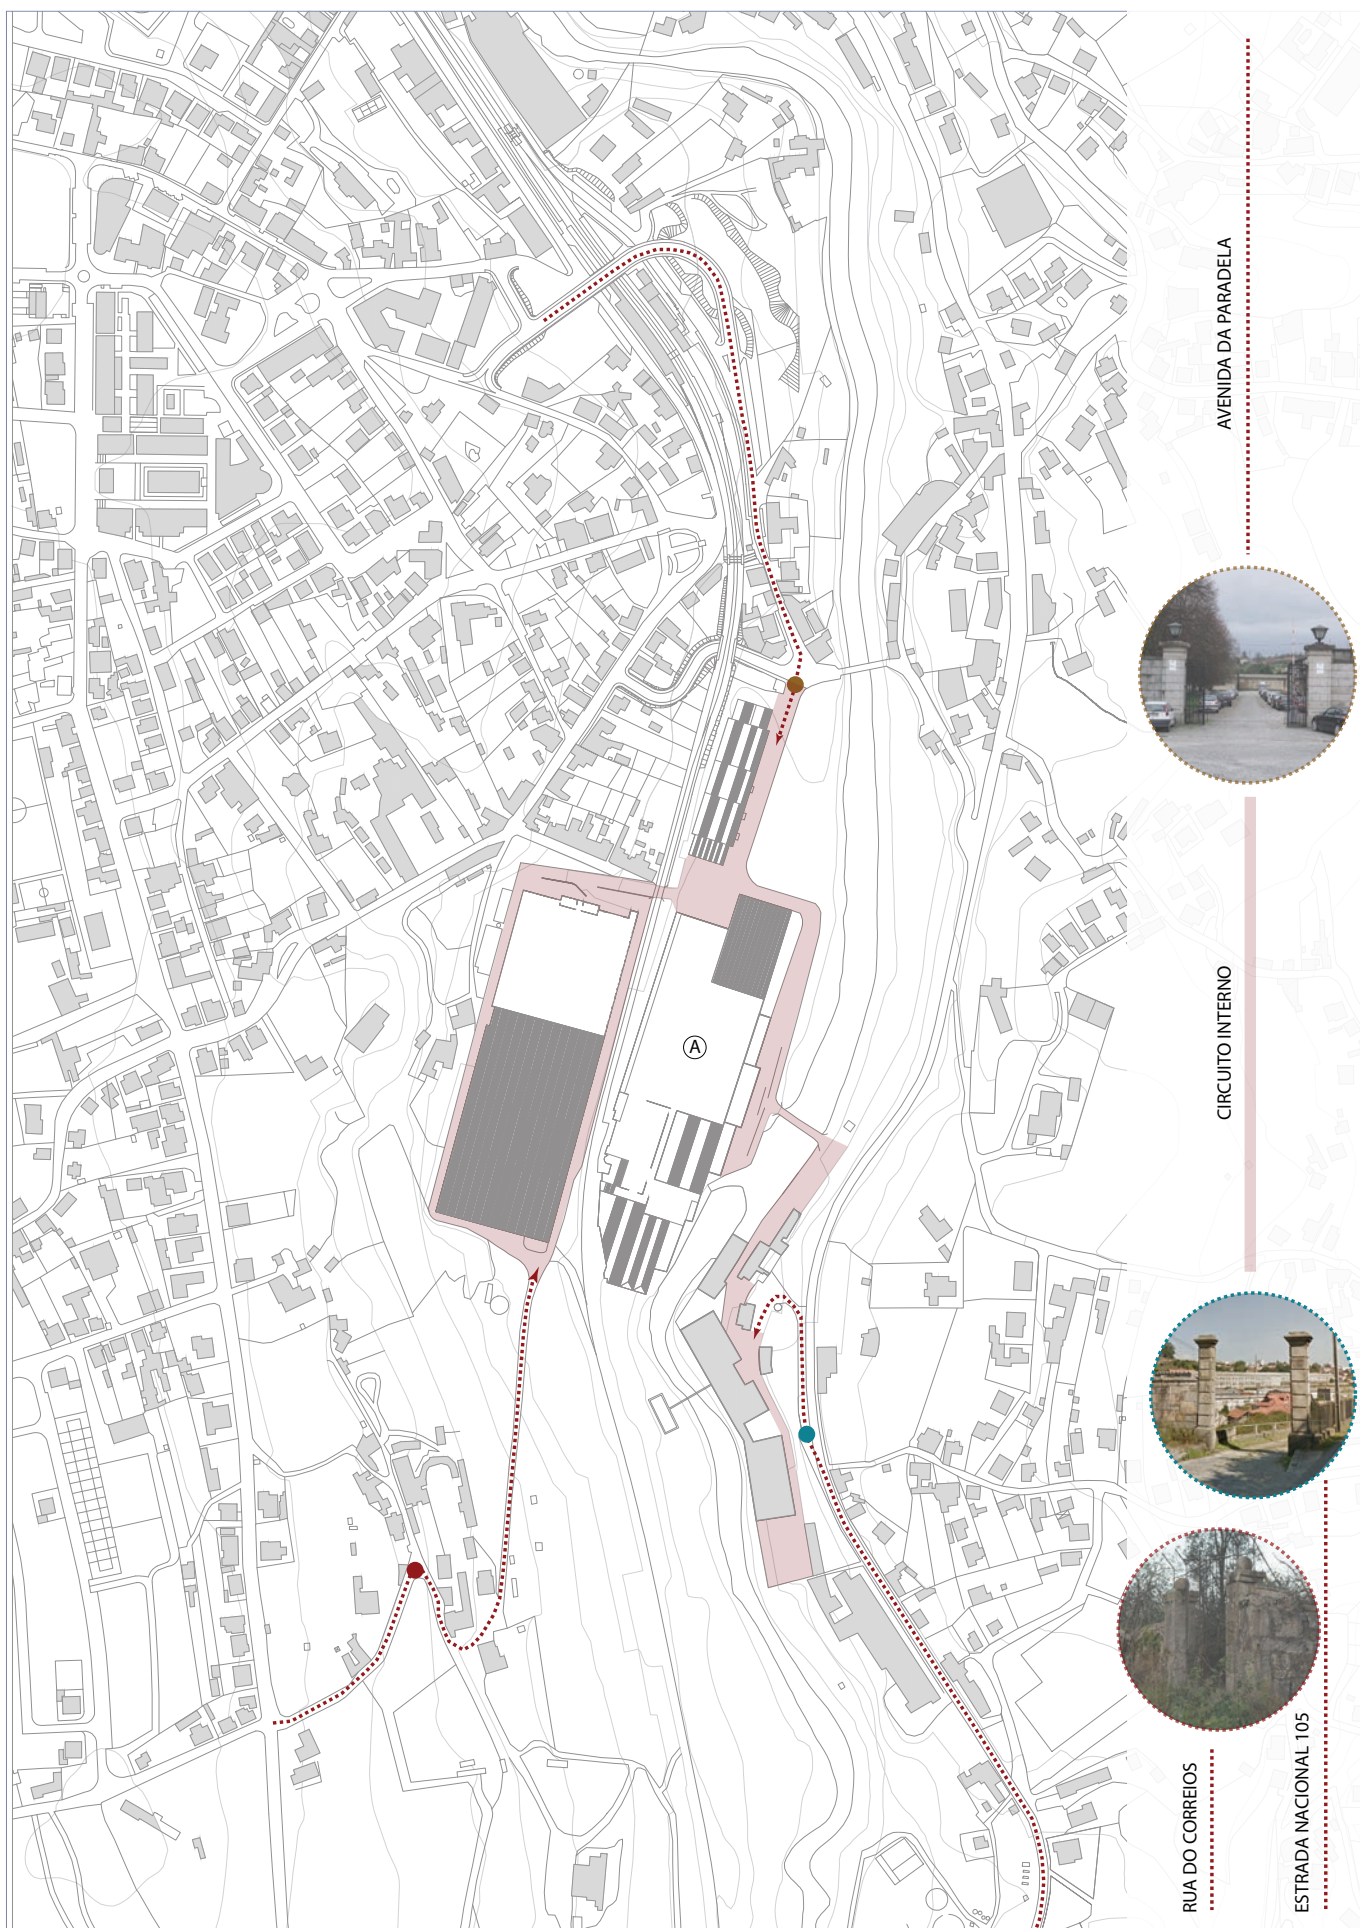 AVENIDA DA PARADELA
A
CIRCUITO INTERNO
RUA DO CORREIOS
ESTRADA NACIONAL 105